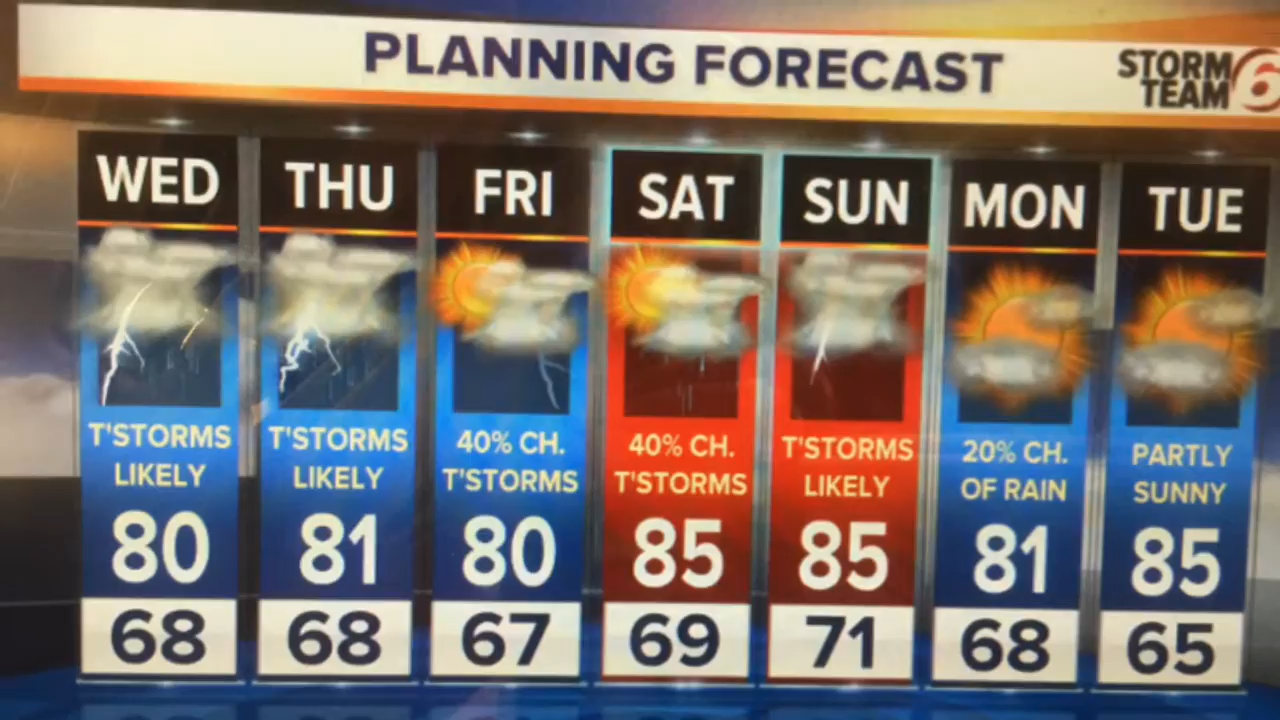 PLANNING FORECAST
STORM
TEAM 6
WED
THU
FRI
SAT
SUN
MON
TUE
T'STORMS
LIKELY
T'STORMS
LIKELY
40% CH.
T'STORMS
40% CH.
T'STORMS
T'STORMS
LIKELY
20% CH.
OF RAIN
PARTLY
SUNNY
80
81
80
85
85
81
85
68
68
67
69
71
68
65